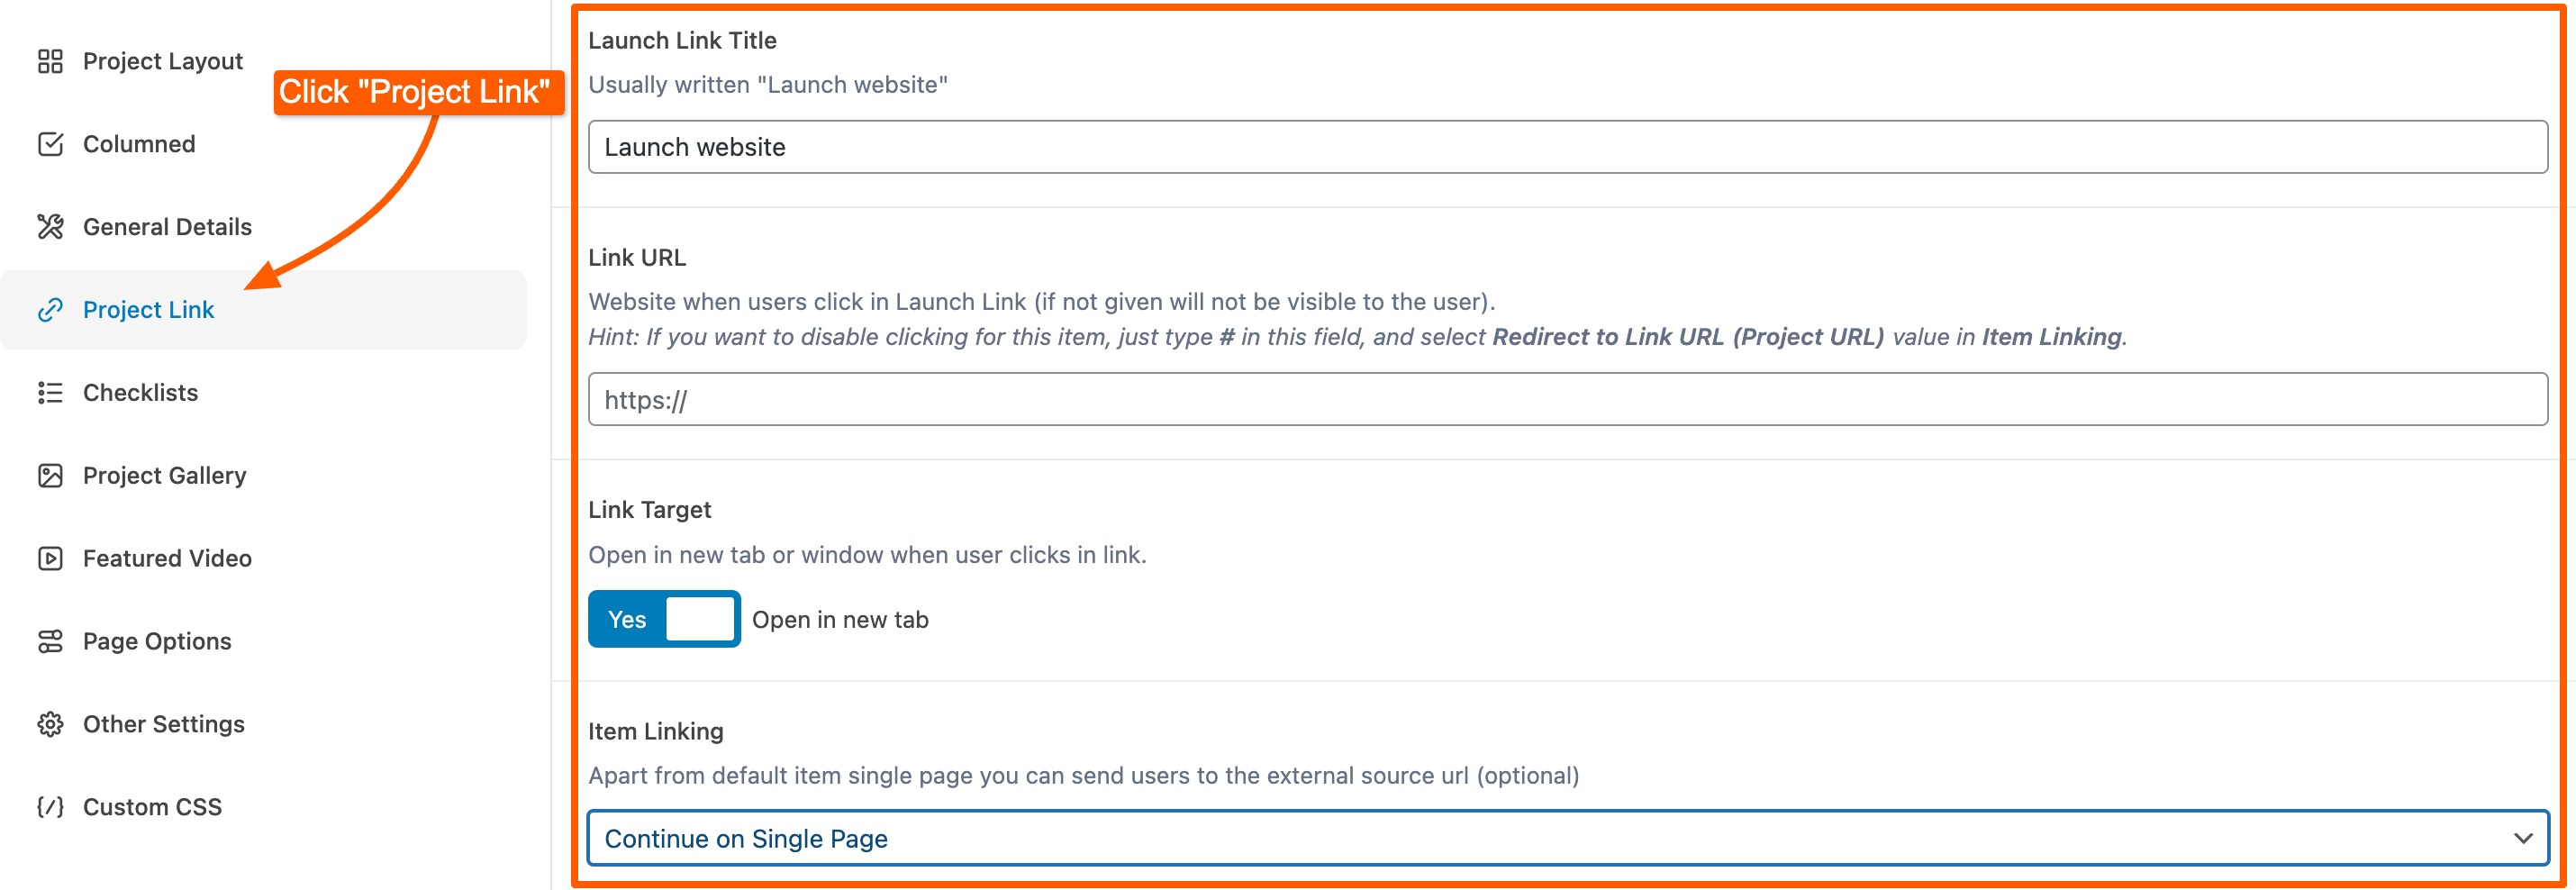 Project Layout
Click "Project Link"
Columned
General Details
Project Link
Checklists
Project Gallery
Featured Video
Page Options
Other Settings
Custom CSS
Launch Link Title
Usually written "Launch website"
Launch website
Link URL
Website when users click in Launch Link (if not given will not be visible to the user).
Hint: If you want to disable clicking for this item, just type # in this field, and select Redirect to Link URL (Project URL) value in Item Linking.
https://
Link Target
Open in new tab or window when user clicks in link.
Yes Open in new tab
Item Linking
Apart from default item single page you can send users to the external source url (optional)
Continue on Single Page